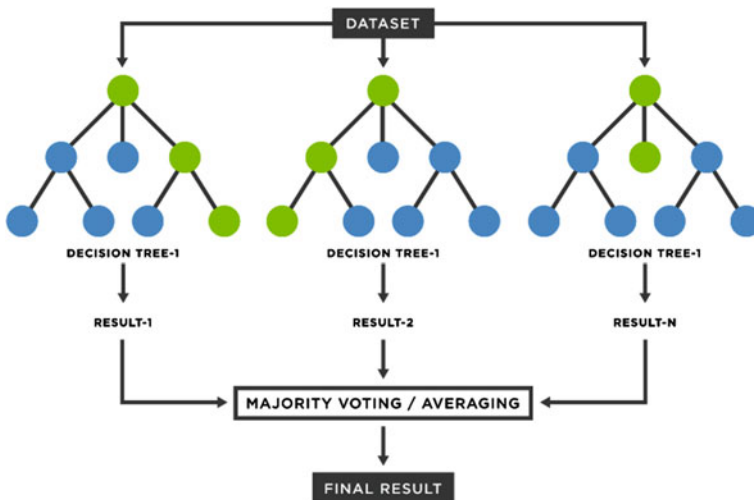 DATASET
DECISION TREE-1
DECISION TREE-1
DECISION TREE-1
RESULT-1
RESULT-2
RESULT-N
MAJORITY VOTING / AVERAGING
FINAL RESULT